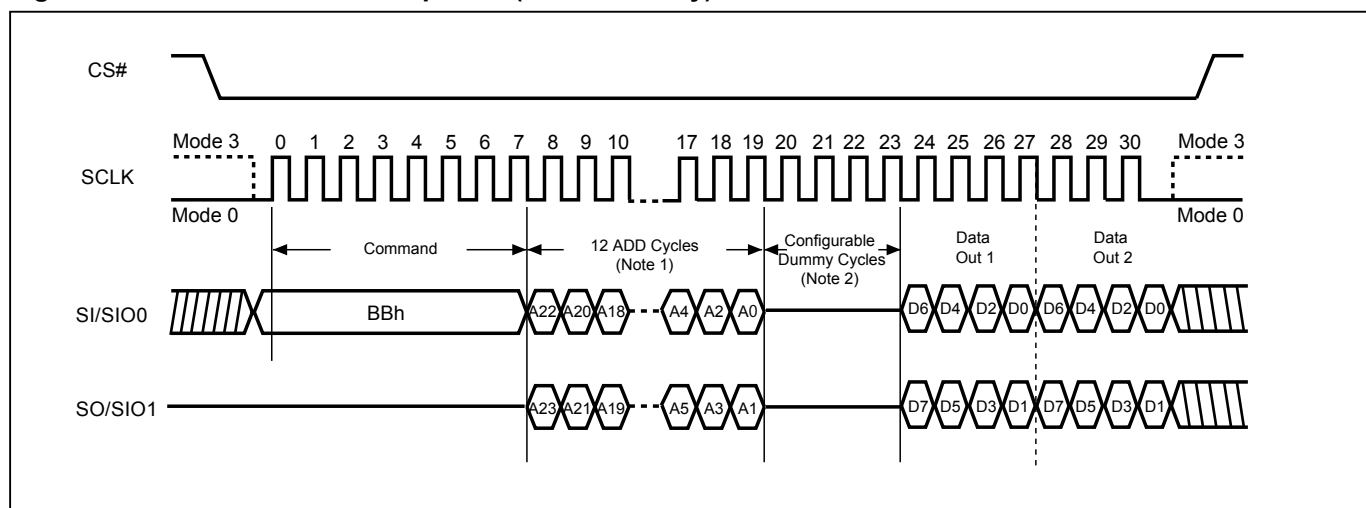 CS#
Mode 3 0 1 2 3 4 5 6 7 8 9 10 17 18 19 20 21 22 23 24 25 26 27 28 29 30 Mode 3
SCLK
Mode 0 Mode 0
Command
12 ADD Cycles
(Note 1)
Configurable
Dummy Cycles
(Note 2)
Data
Out 1
Data
Out 2
SI/SIO0 BBh A22 A20 A18 A4 A2 A0 D6 D4 D2 D0 D6 D4 D2 D0
SO/SIO1 A23 A21 A19 A5 A3 A1 D7 D5 D3 D1 D7 D5 D3 D1